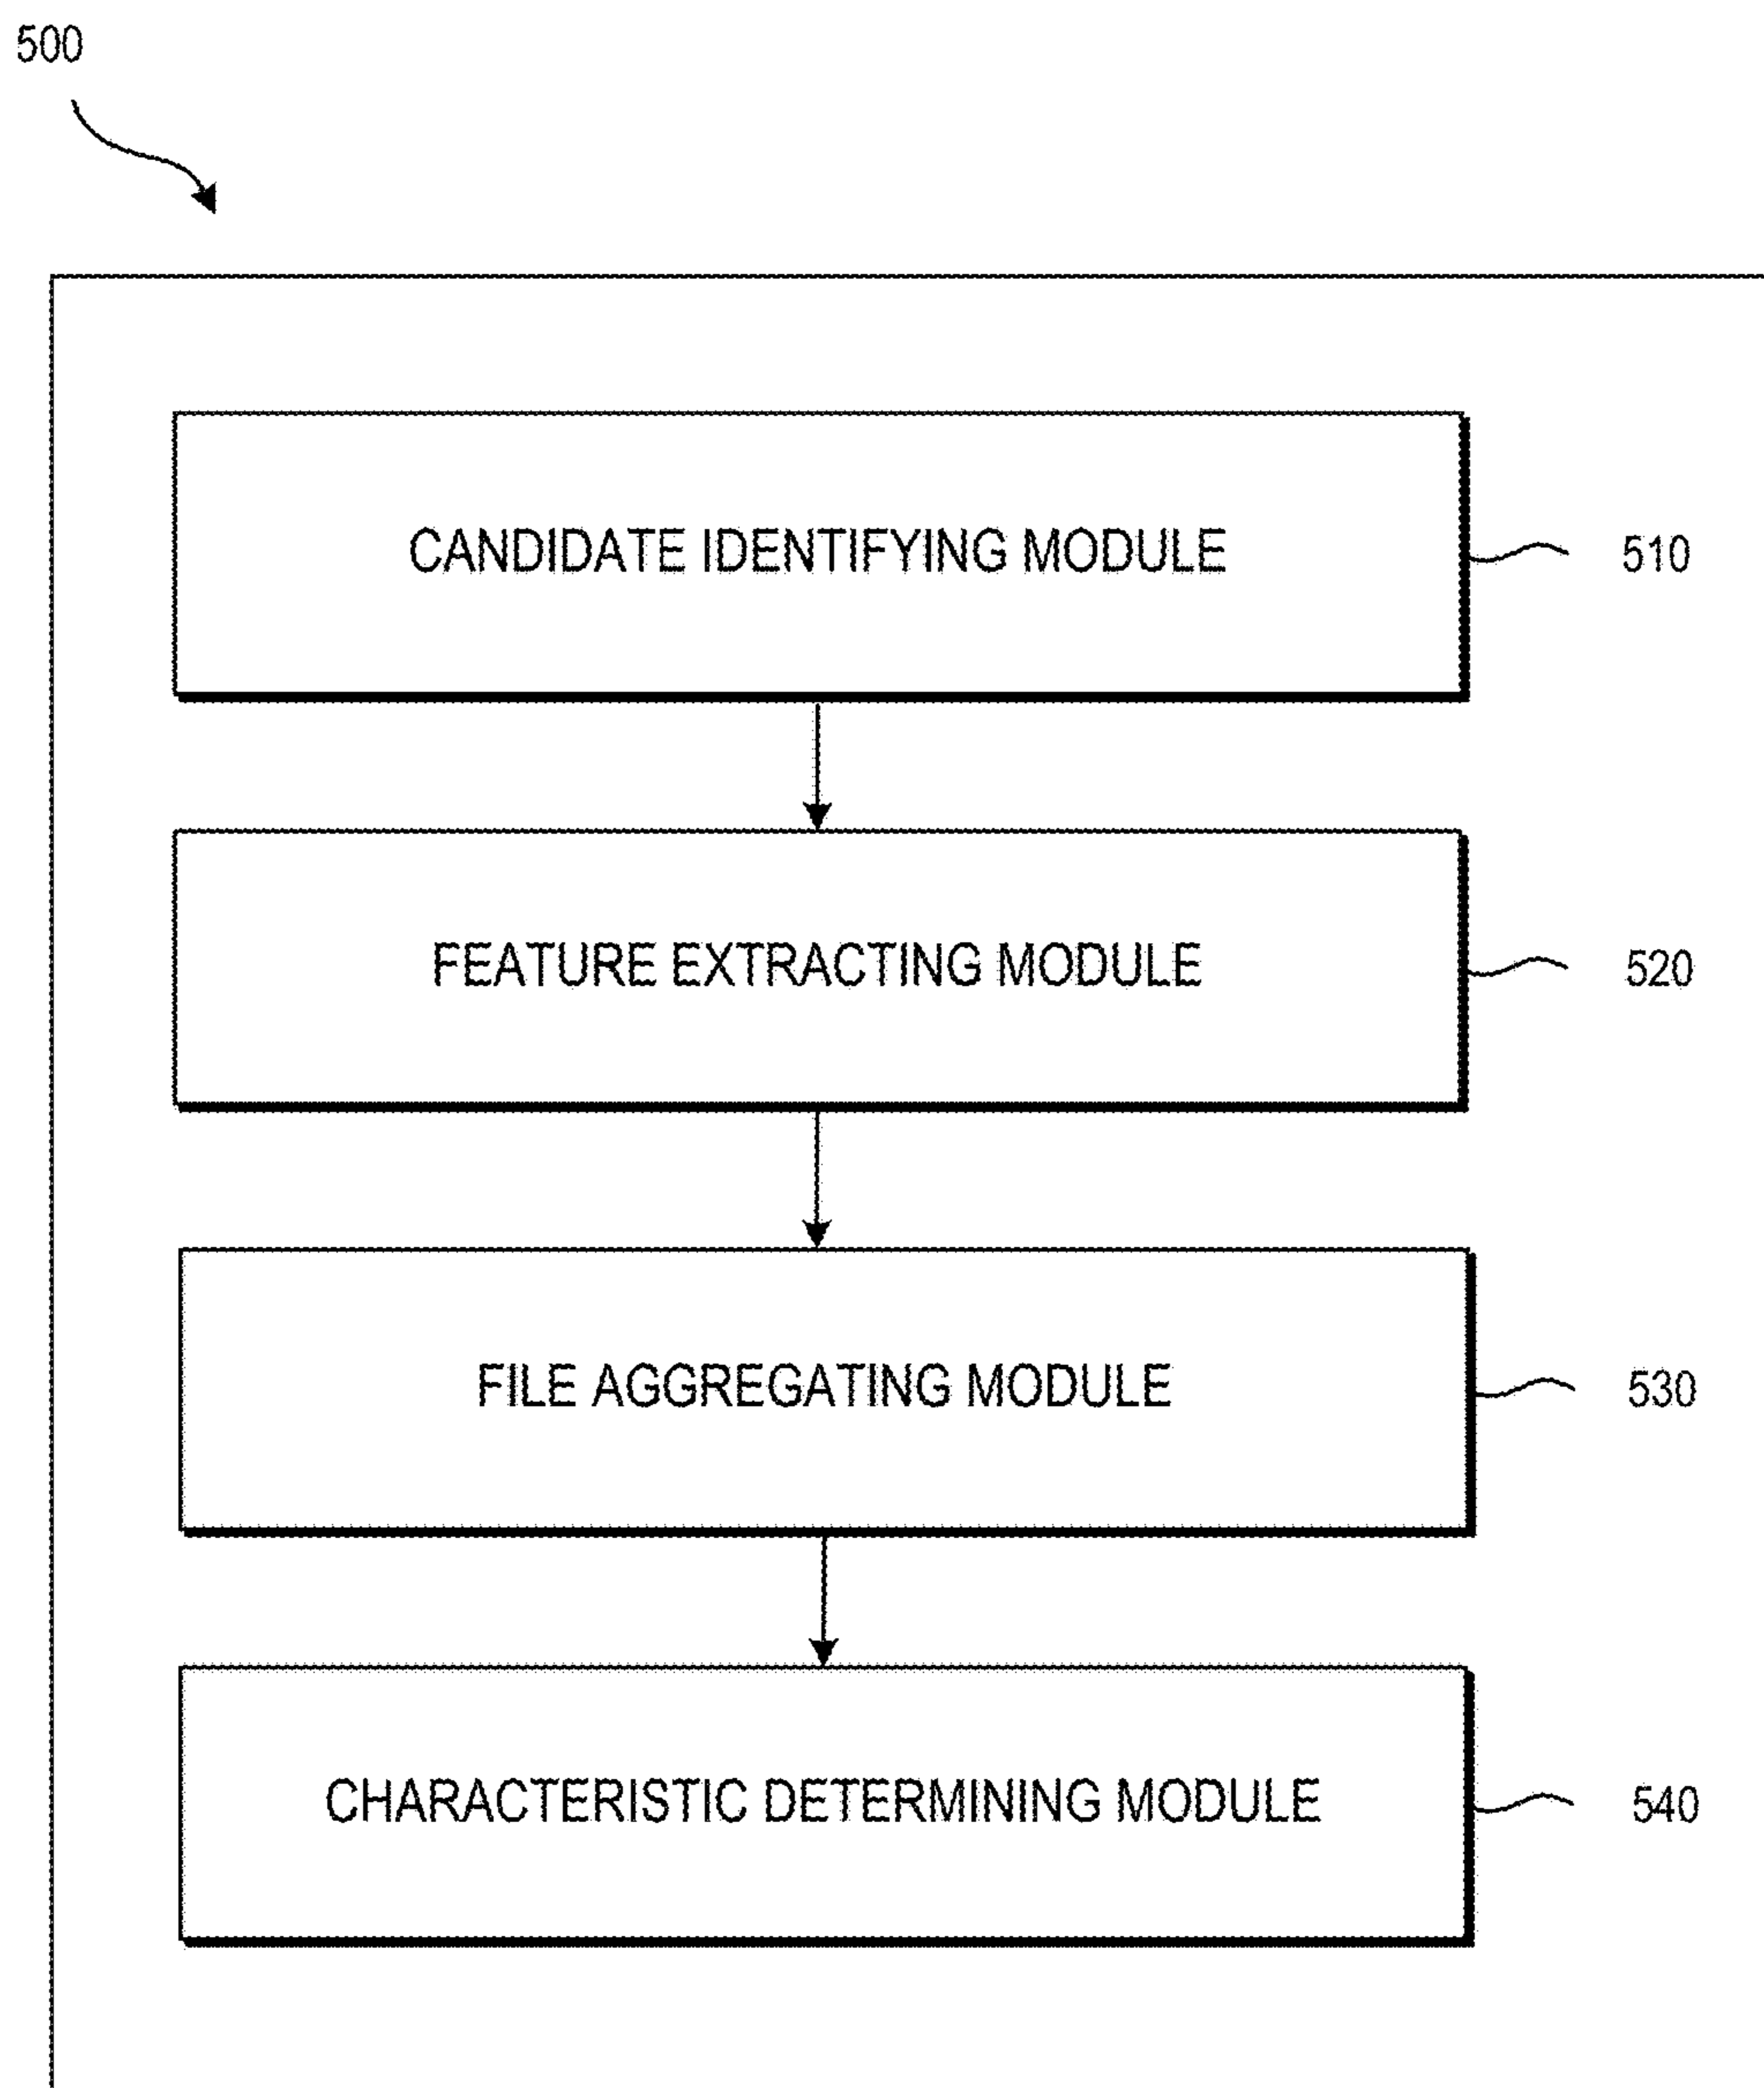 500
CANDIDATE IDENTIFYING MODULE 510
FEATURE EXTRACTING MODULE 520
FILE AGGREGATING MODULE 530
CHARACTERISTIC DETERMINING MODULE 540